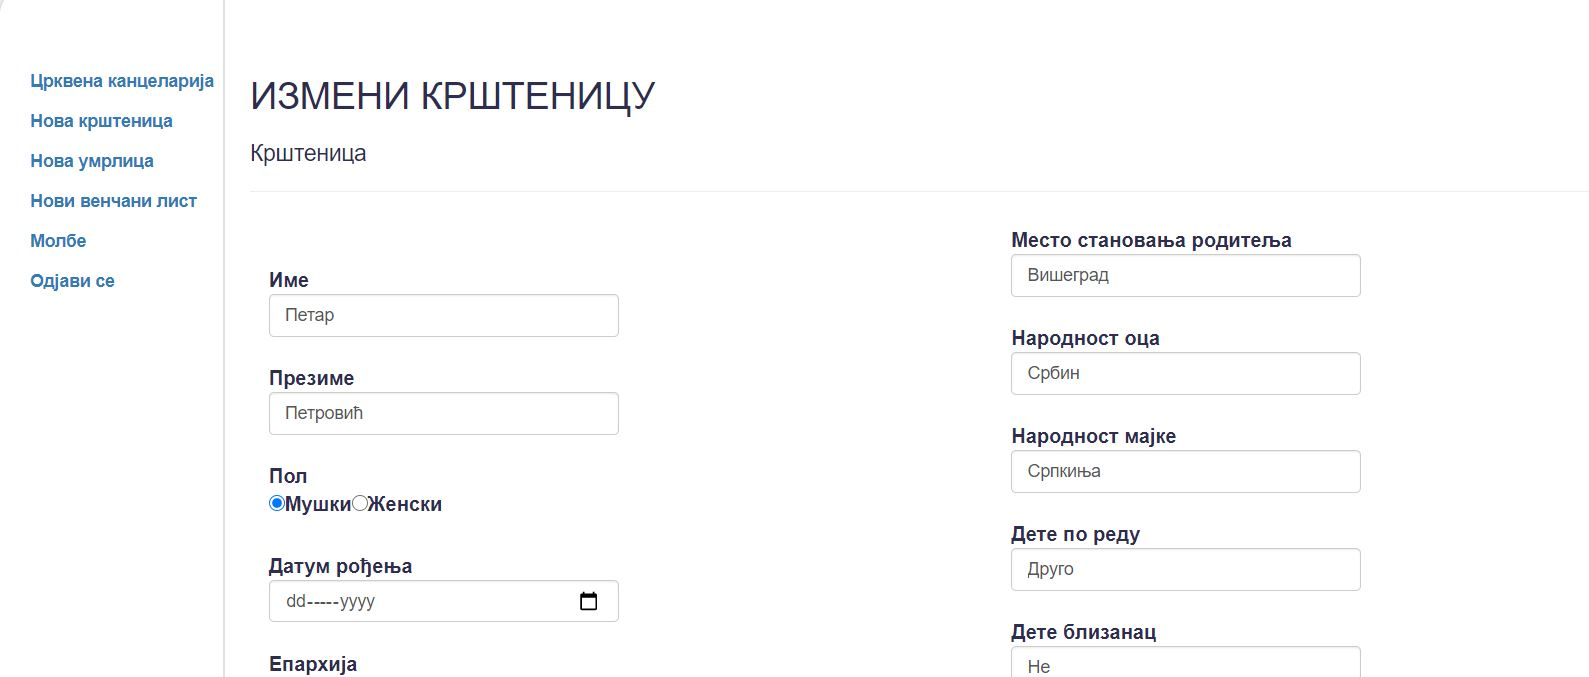 Црквена канцеларија
Нова крштеница
Нова умрлица
Нови венчани лист
Молбе
Одјави се
ИЗМЕНИ КРШТЕНИЦУ
Крштеница
Име
Петар
Презиме
Петровић
Пол
Мушки Женски
Датум рођења
dd-----yyyy
Епархија
Место становања родитеља
Вишеград
Народност оца
Србин
Народност мајке
Српкиња
Дете по реду
Друго
Дете близанац
Не